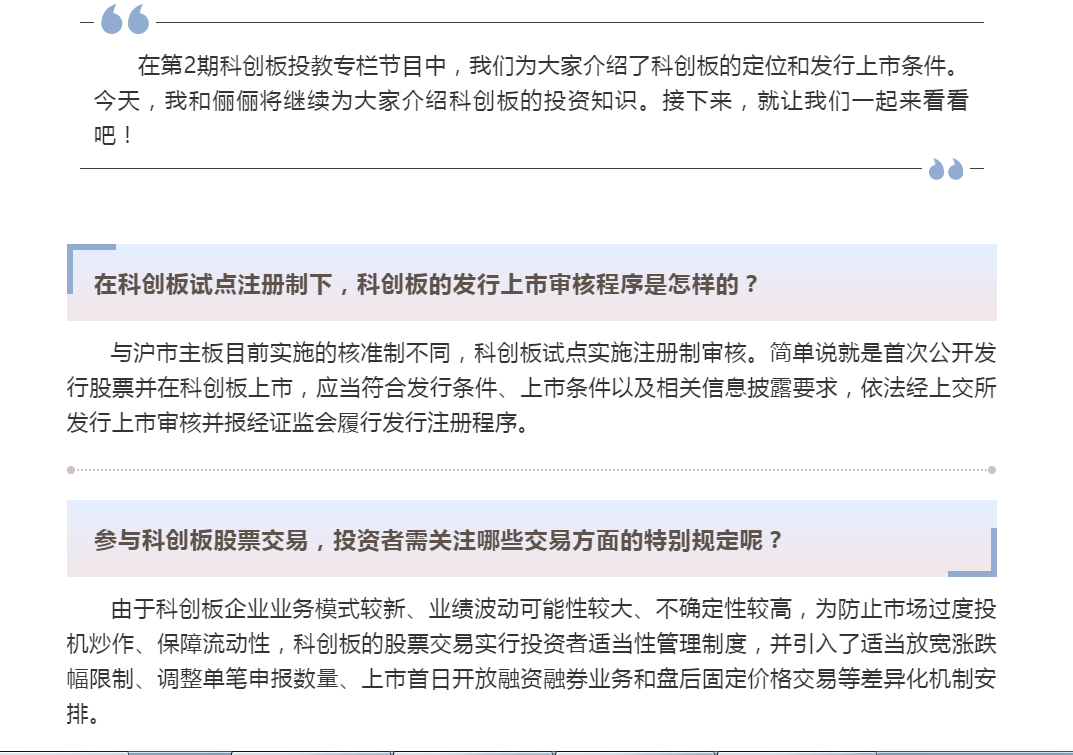 在第2期科创板投教专栏节目中，我们为大家介绍了科创板的定位和发行上市条件。
今天，我和俪俪将继续为大家介绍科创板的投资知识。接下来，就让我们一起来看看
吧！
在科创板试点注册制下，科创板的发行上市审核程序是怎样的？
与沪市主板目前实施的核准制不同，科创板试点实施注册制审核。简单说就是首次公开发
行股票并在科创板上市，应当符合发行条件、上市条件以及相关信息披露要求，依法经上交所
发行上市审核并报经证监会履行发行注册程序。
参与科创板股票交易，投资者需关注哪些交易方面的特别规定呢？
由于科创板企业业务模式较新、业绩波动可能性较大、不确定性较高，为防止市场过度投
机炒作、保障流动性，科创板的股票交易实行投资者适当性管理制度，并引入了适当放宽涨跌
幅限制、调整单笔申报数量、上市首日开放融资融券业务和盘后固定价格交易等差异化机制安
排。